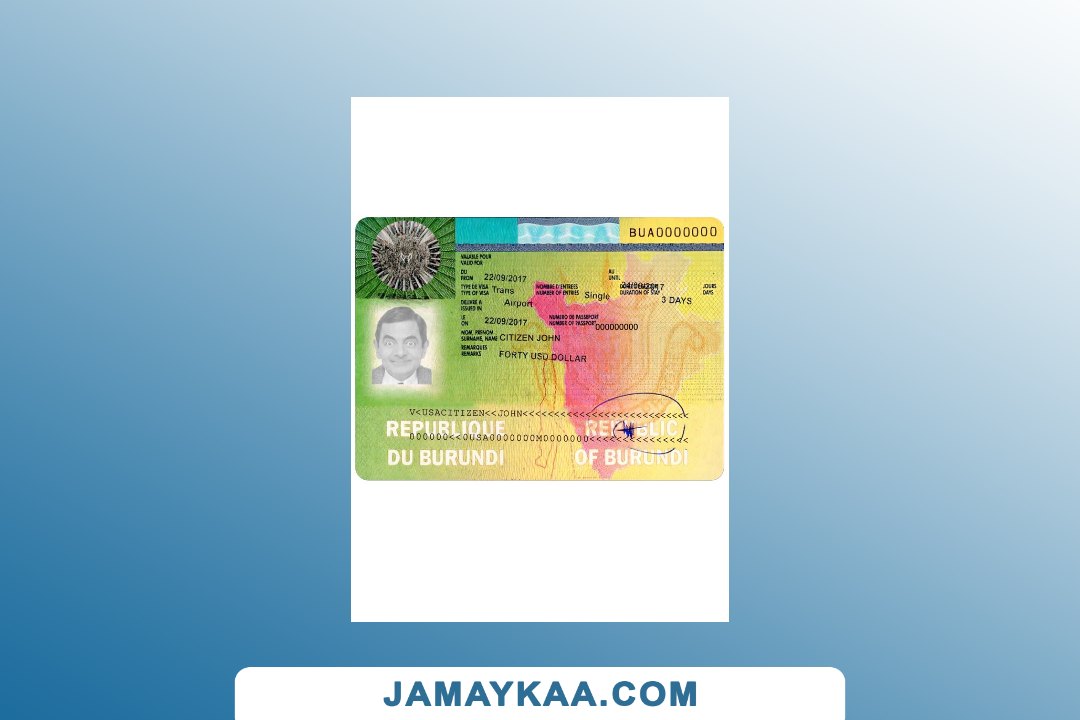 BUA0000000
VALABLE POUR
VALID FOR
DU
FROM 22/09/2017
AU
UNTIL
TYPE DE VISA
TYPE OF VISA Trans
NOMBRE D'ENTREES
NUMBER OF ENTRIES Single
DURATION OF STAY 3 DAYS
JOURS
DAYS
DELIVRE A
ISSUED IN Airport
LE
ON 22/09/2017
NUMERO DE PASSEPORT
NUMBER OF PASSPORT 000000000
NOM, PRENOM
SURNAME, NAME CITIZEN JOHN
REMARQUES
REMARKS FORTY USD DOLLAR
V<USACITIZEN<<JOHN<<<<<<<<<<<<<<<<<<<<<<
REPUBLIQUE REPUBLIC
000000<<0USA0000000M0000000<<<<<<<<<
DU BURUNDI OF BURUNDI
JAMAYKAA.COM